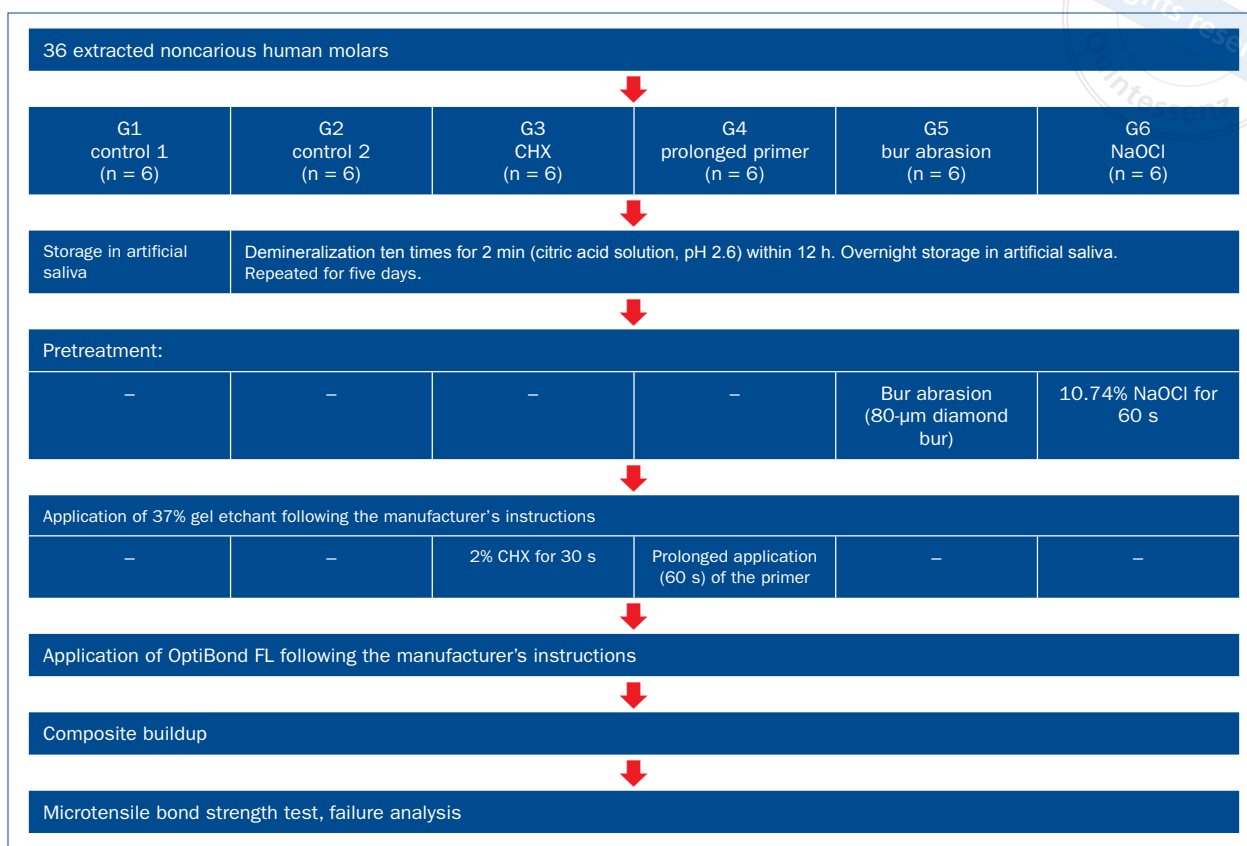 ghts rese
Quintessenz
36 extracted noncarious human molars
G1
control 1
(n = 6)
G2
control 2
(n = 6)
G3
CHX
(n = 6)
G4
prolonged primer
(n = 6)
G5
bur abrasion
(n = 6)
G6
NaOCl
(n = 6)
Storage in artificial
saliva
Demineralization ten times for 2 min (citric acid solution, pH 2.6) within 12 h. Overnight storage in artificial saliva.
Repeated for five days.
Pretreatment:
–
–
–
–
Bur abrasion
(80-µm diamond
bur)
10.74% NaOCl for
60 s
Application of 37% gel etchant following the manufacturer’s instructions
–
–
2% CHX for 30 s
Prolonged application
(60 s) of the primer
–
–
Application of OptiBond FL following the manufacturer’s instructions
Composite buildup
Microtensile bond strength test, failure analysis